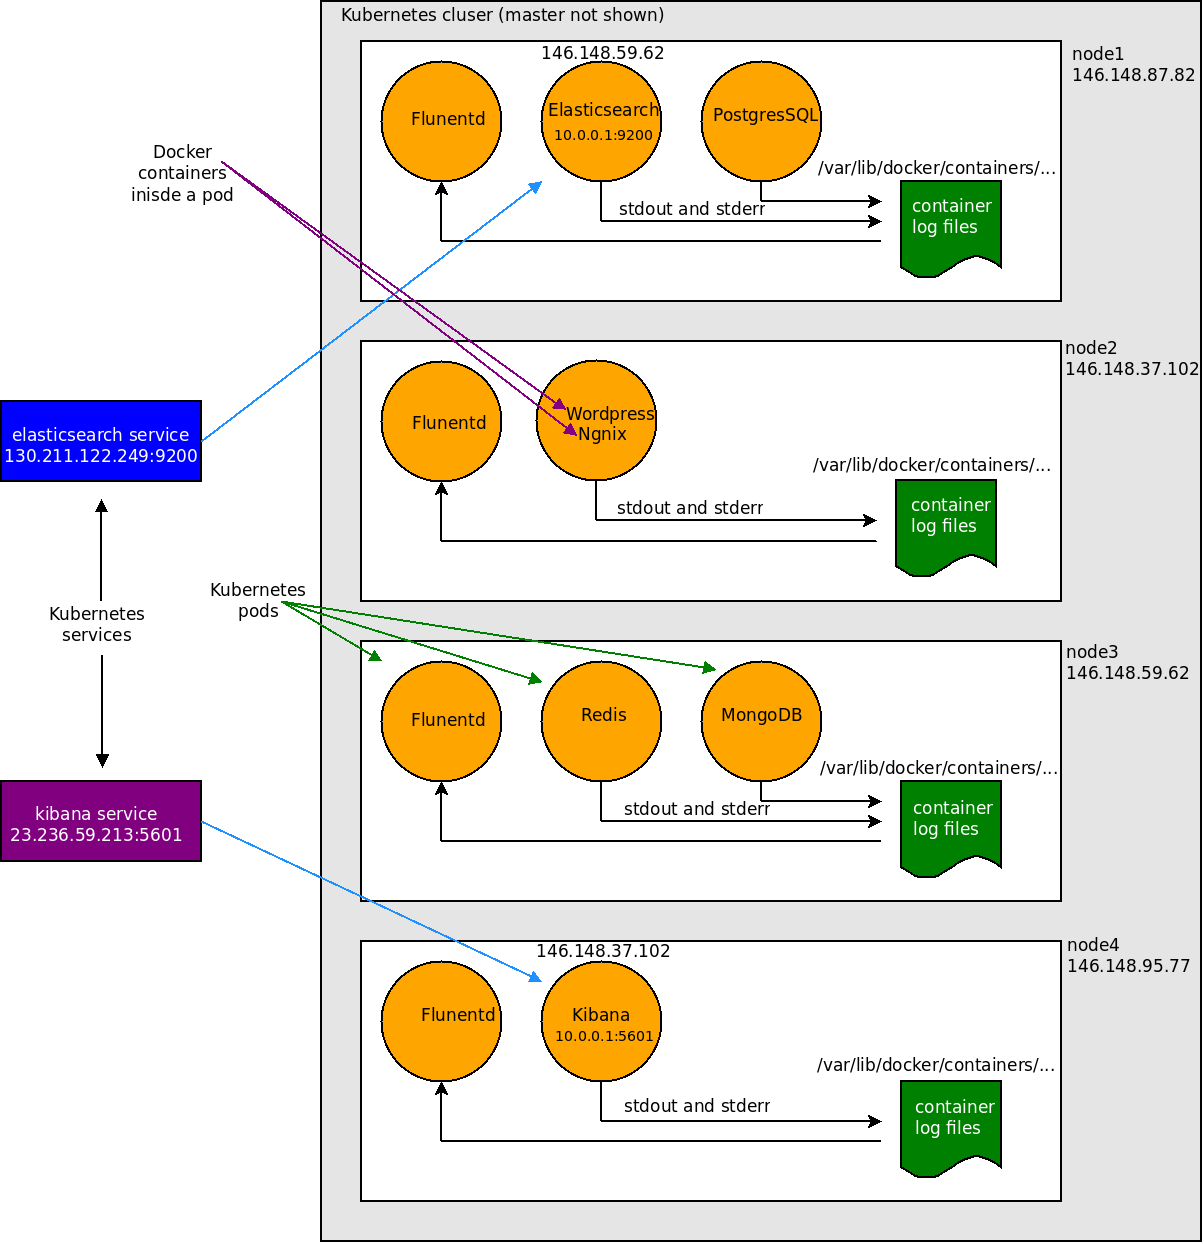 Kubernetes cluser (master not shown)
146.148.59.62
node1
146.148.87.82
Flunentd
Elasticsearch
10.0.0.1:9200
PostgresSQL
Docker
containers
inisde a pod
/var/lib/docker/containers/...
stdout and stderr
container
log files
node2
146.148.37.102
Flunentd
Wordpress
Ngnix
elasticsearch service
130.211.122.249:9200
/var/lib/docker/containers/...
stdout and stderr
container
log files
Kubernetes
pods
Kubernetes
services
node3
146.148.59.62
Flunentd
Redis
MongoDB
/var/lib/docker/containers/...
stdout and stderr
container
log files
kibana service
23.236.59.213:5601
146.148.37.102
node4
146.148.95.77
Flunentd
Kibana
10.0.0.1:5601
/var/lib/docker/containers/...
stdout and stderr
container
log files